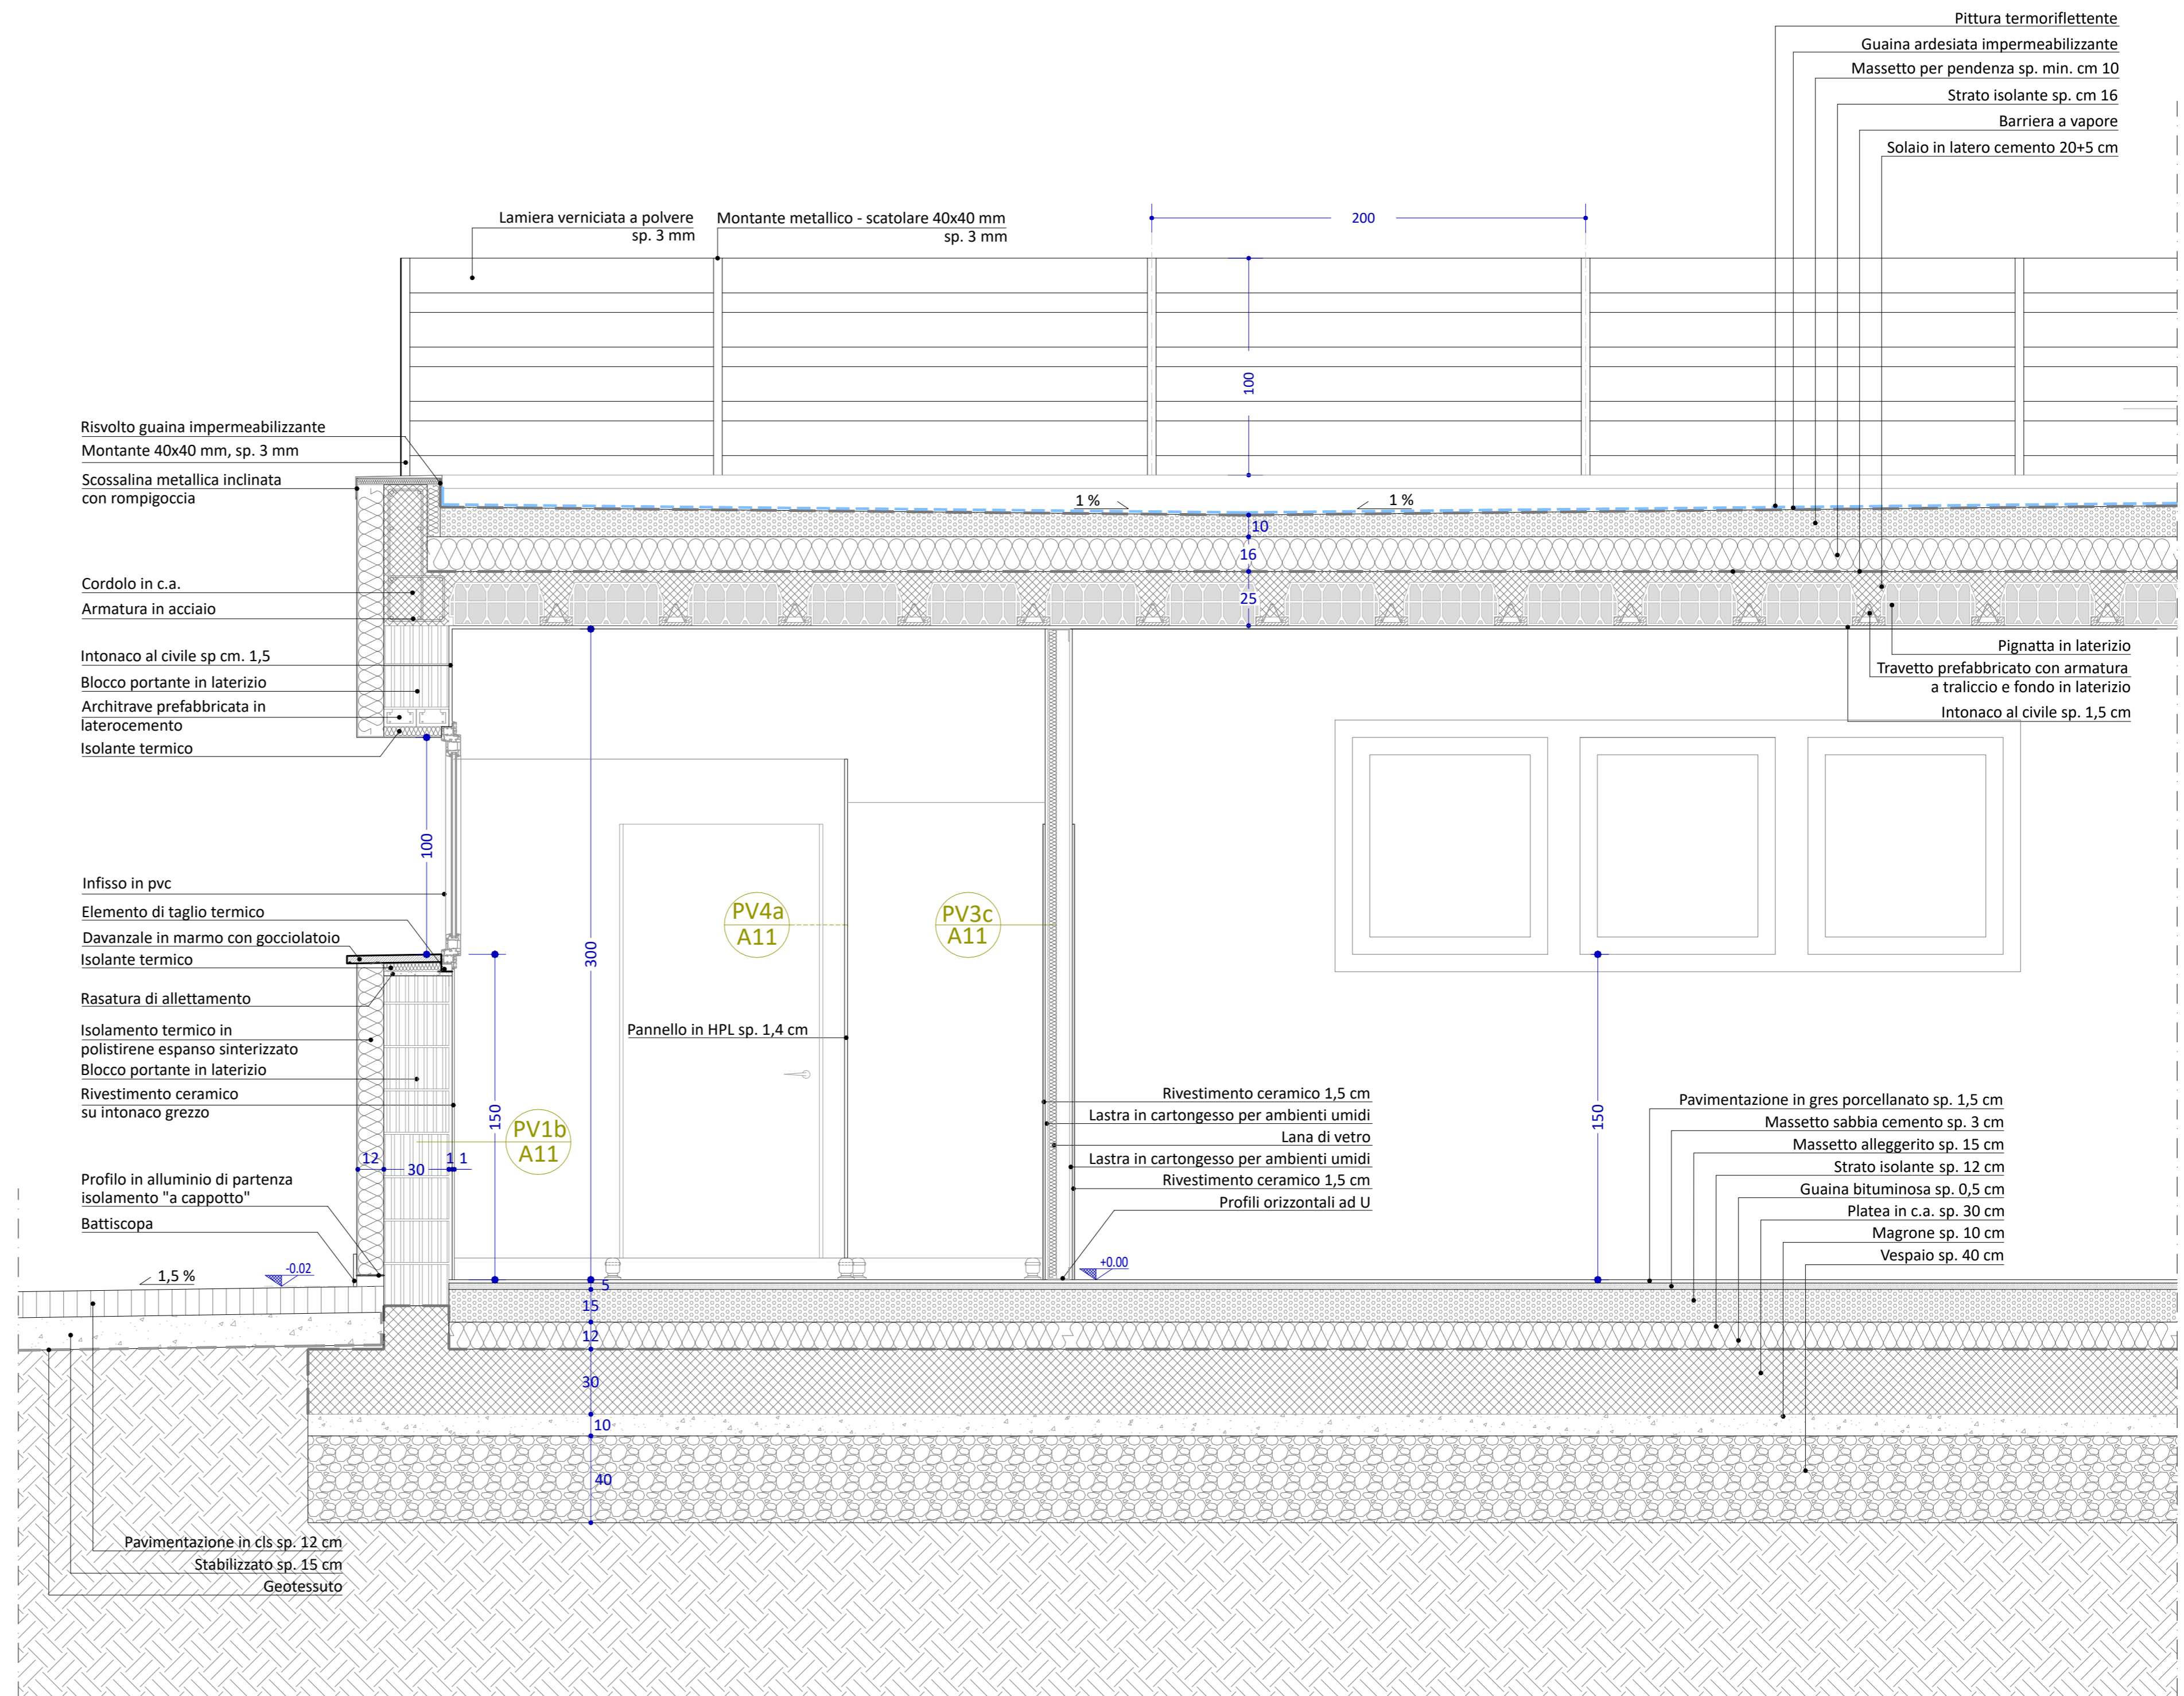 Pittura termoriflettente
Guaina ardesiata impermeabilizzante
Massetto per pendenza sp. min. cm 10
Strato isolante sp. cm 16
Barriera a vapore
Solaio in latero cemento 20+5 cm
Lamiera verniciata a polvere
sp. 3 mm
Montante metallico - scatolare 40x40 mm
sp. 3 mm
200
100
Risvolto guaina impermeabilizzante
Montante 40x40 mm, sp. 3 mm
Scossalina metallica inclinata
con rompigoccia
1 %
1 %
10
16
25
Cordolo in c.a.
Armatura in acciaio
Intonaco al civile sp cm. 1,5
Blocco portante in laterizio
Architrave prefabbricata in
laterocemento
Isolante termico
Pignatta in laterizio
Travetto prefabbricato con armatura
a traliccio e fondo in laterizio
Intonaco al civile sp. 1,5 cm
100
300
Infisso in pvc
Elemento di taglio termico
Davanzale in marmo con gocciolatoio
Isolante termico
Rasatura di allettamento
Isolamento termico in
polistirene espanso sinterizzato
Blocco portante in laterizio
Rivestimento ceramico
su intonaco grezzo
PV4a
A11
PV3c
A11
Pannello in HPL sp. 1,4 cm
150
PV1b
A11
12
30
1 1
150
Rivestimento ceramico 1,5 cm
Lastra in cartongesso per ambienti umidi
Lana di vetro
Lastra in cartongesso per ambienti umidi
Rivestimento ceramico 1,5 cm
Profili orizzontali ad U
Pavimentazione in gres porcellanato sp. 1,5 cm
Massetto sabbia cemento sp. 3 cm
Massetto alleggerito sp. 15 cm
Strato isolante sp. 12 cm
Guaina bituminosa sp. 0,5 cm
Platea in c.a. sp. 30 cm
Magrone sp. 10 cm
Vespaio sp. 40 cm
Profilo in alluminio di partenza
isolamento "a cappotto"
Battiscopa
1,5 %
-0.02
+0.00
5
15
12
30
10
40
Pavimentazione in cls sp. 12 cm
Stabilizzato sp. 15 cm
Geotessuto